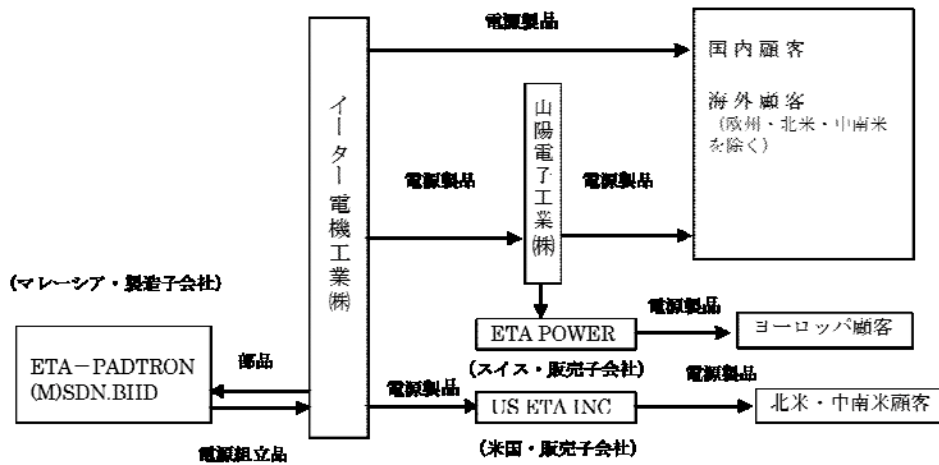 電源製品
国内顧客
海外顧客
（欧州・北米・中南米
を除く）
イーター電機工業㈱
山陽電子工業㈱
電源製品
電源製品
(マレーシア・製造子会社)
ETA－PADTRON
(M)SDN.BHD
部品
電源組立品
ETA POWER
(スイス・販売子会社)
電源製品
ヨーロッパ顧客
電源製品
US ETA INC
(米国・販売子会社)
電源製品
北米・中南米顧客